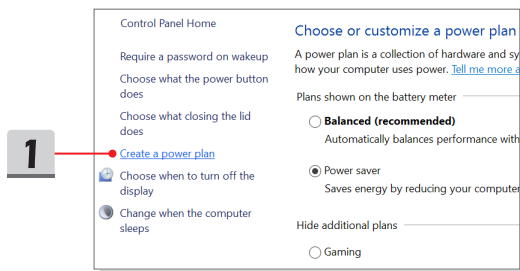 Control Panel Home
Require a password on wakeup
Choose what the power button
does
Choose what closing the lid
does
Create a power plan
Choose when to turn off the
display
Change when the computer
sleeps
Choose or customize a power plan
A power plan is a collection of hardware and sy
how your computer uses power. Tell me more a
Plans shown on the battery meter
Balanced (recommended)
Automatically balances performance with
Power saver
Saves energy by reducing your computer
Hide additional plans
Gaming
1